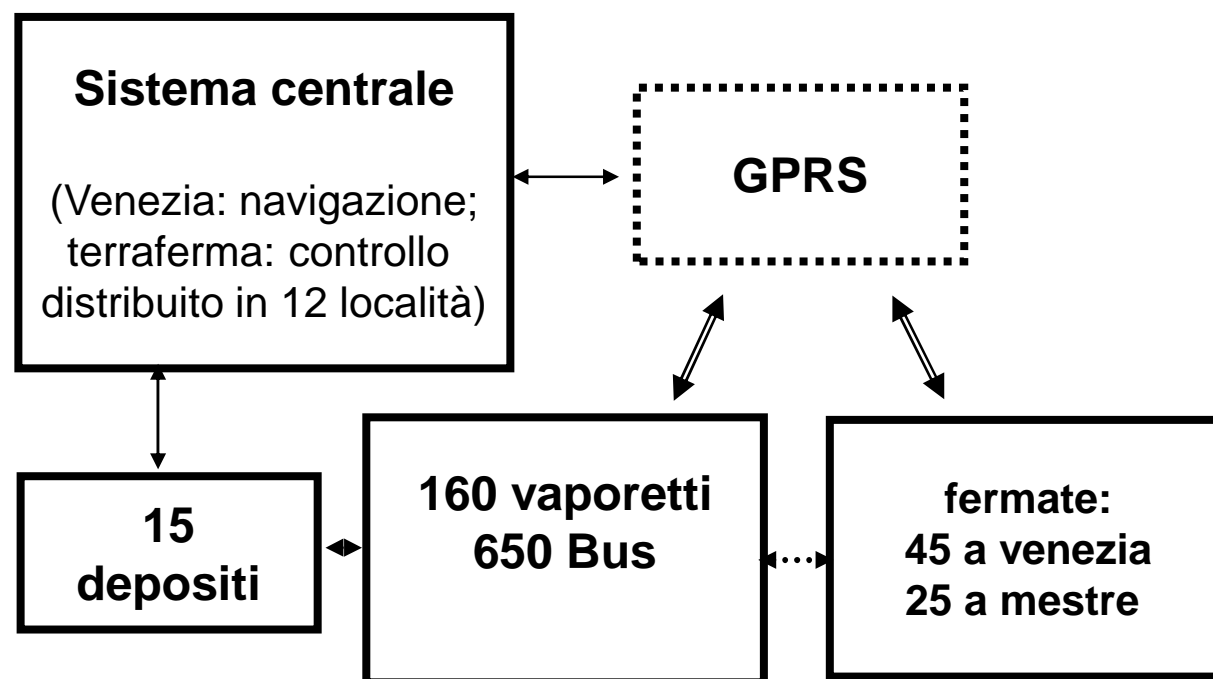 Sistema centrale
(Venezia: navigazione;
terraferma: controllo
distribuito in 12 località)
GPRS
15
depositi
160 vaporetti
650 Bus
fermate:
45 a venezia
25 a mestre